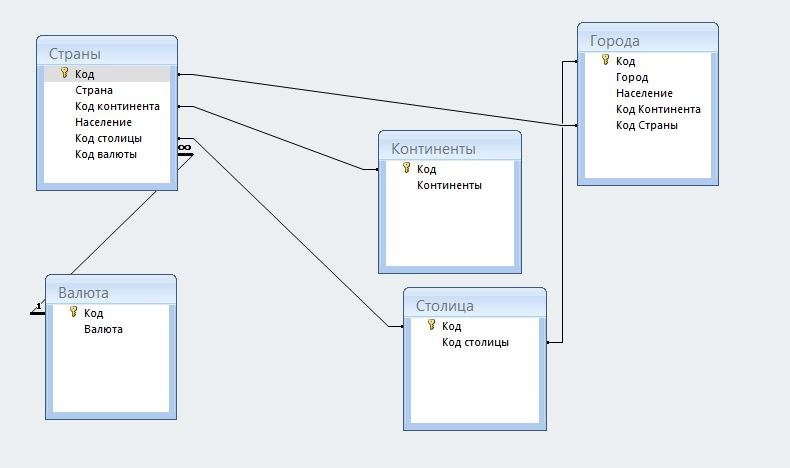 Страны
Код
Страна
Код континента
Население
Код столицы
Код валюты
∞
Города
Код
Город
Население
Код Континента
Код Страны
Континенты
Код
Континенты
Валюта
1
Код
Валюта
Столица
Код
Код столицы